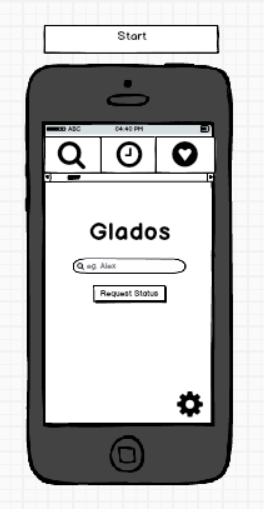 Start
ABC 04:40 PM
Glados
eg. Alex
Request Status